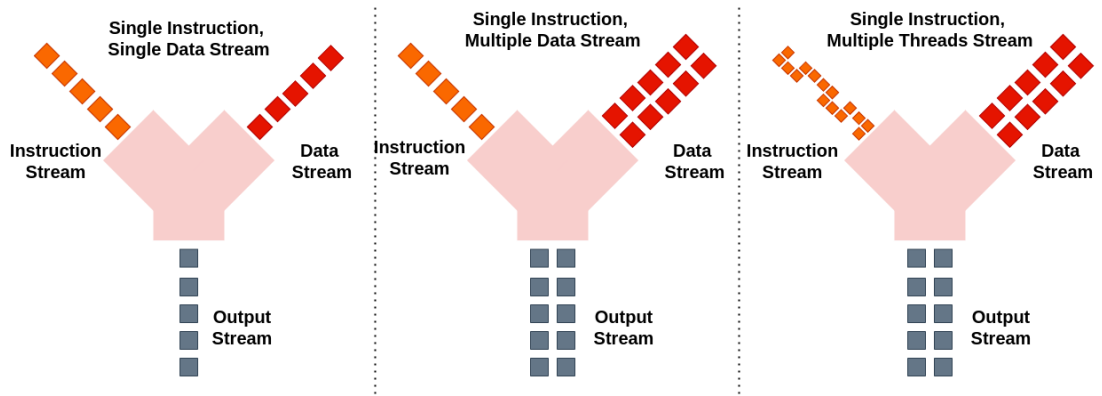 Single Instruction,
Single Data Stream
Instruction
Stream
Data
Stream
Output
Stream
Single Instruction,
Multiple Data Stream
Instruction
Stream
Data
Stream
Output
Stream
Single Instruction,
Multiple Threads Stream
Instruction
Stream
Data
Stream
Output
Stream